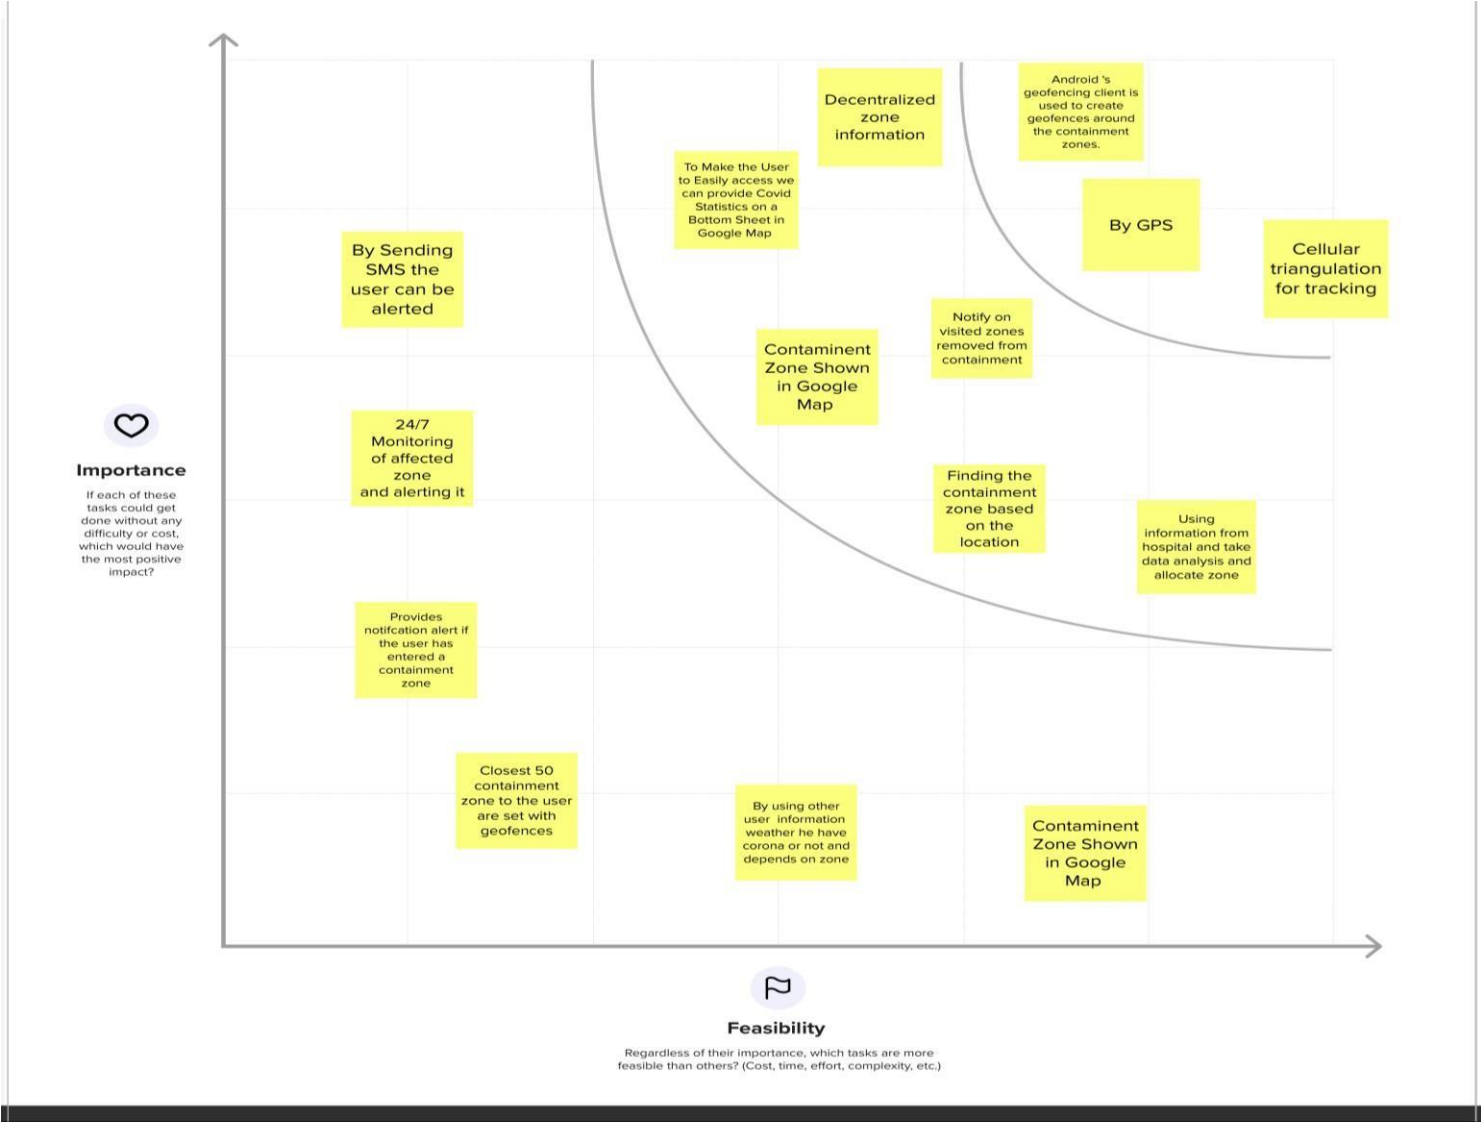 Decentralized
zone
information
Android 's
geofencing client is
used to create
geofences around
the containment
zones.
To Make the User
to Easily access we
can provide Covid
Statistics on a
Bottom Sheet in
Google Map
By GPS
Cellular
triangulation
for tracking
By Sending
SMS the
user can be
alerted
Notify on
visited zones
removed from
containment
Contaminent
Zone Shown
in Google
Map
24/7
Monitoring
of affected
zone
and alerting it
Importance
If each of these
tasks could get
done without any
difficulty or cost,
which would have
the most positive
impact?
Finding the
containment
zone based
on the
location
Using
information from
hospital and take
data analysis and
allocate zone
Provides
notifcation alert if
the user has
entered a
containment
zone
Closest 50
containment
zone to the user
are set with
geofences
By using other
user information
weather he have
corona or not and
depends on zone
Contaminent
Zone Shown
in Google
Map
Feasibility
Regardless of their importance, which tasks are more
feasible than others? (Cost, time, effort, complexity, etc.)